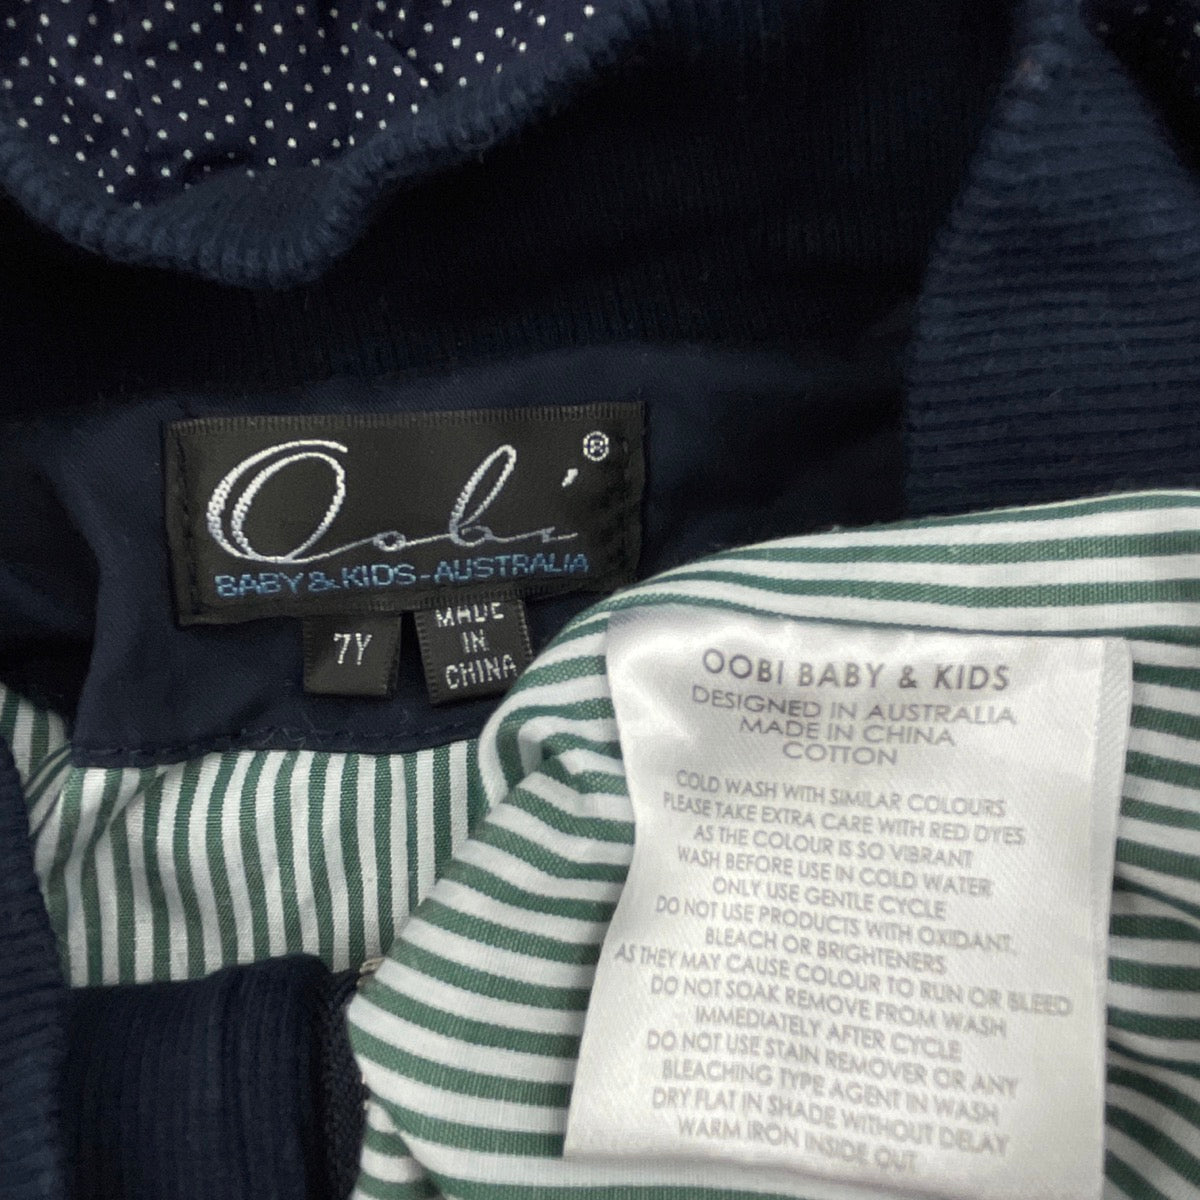 Oobi'®
BABY & KIDS-AUSTRALIA
7Y
MADE
IN
CHINA
OOBI BABY & KIDS
DESIGNED IN AUSTRALIA
MADE IN CHINA
COTTON
COLD WASH WITH SIMILAR COLOURS
PLEASE TAKE EXTRA CARE WITH RED DYES
AS THE COLOUR IS SO VIBRANT
WASH BEFORE USE IN COLD WATER
ONLY USE GENTLE CYCLE
DO NOT USE PRODUCTS WITH OXIDANT,
BLEACH OR BRIGHTENERS
AS THEY MAY CAUSE COLOUR TO RUN OR BLEED
DO NOT SOAK REMOVE FROM WASH
IMMEDIATELY AFTER CYCLE
DO NOT USE STAIN REMOVER OR ANY
BLEACHING TYPE AGENT IN WASH
DRY FLAT IN SHADE WITHOUT DELAY
WARM IRON INSIDE OUT